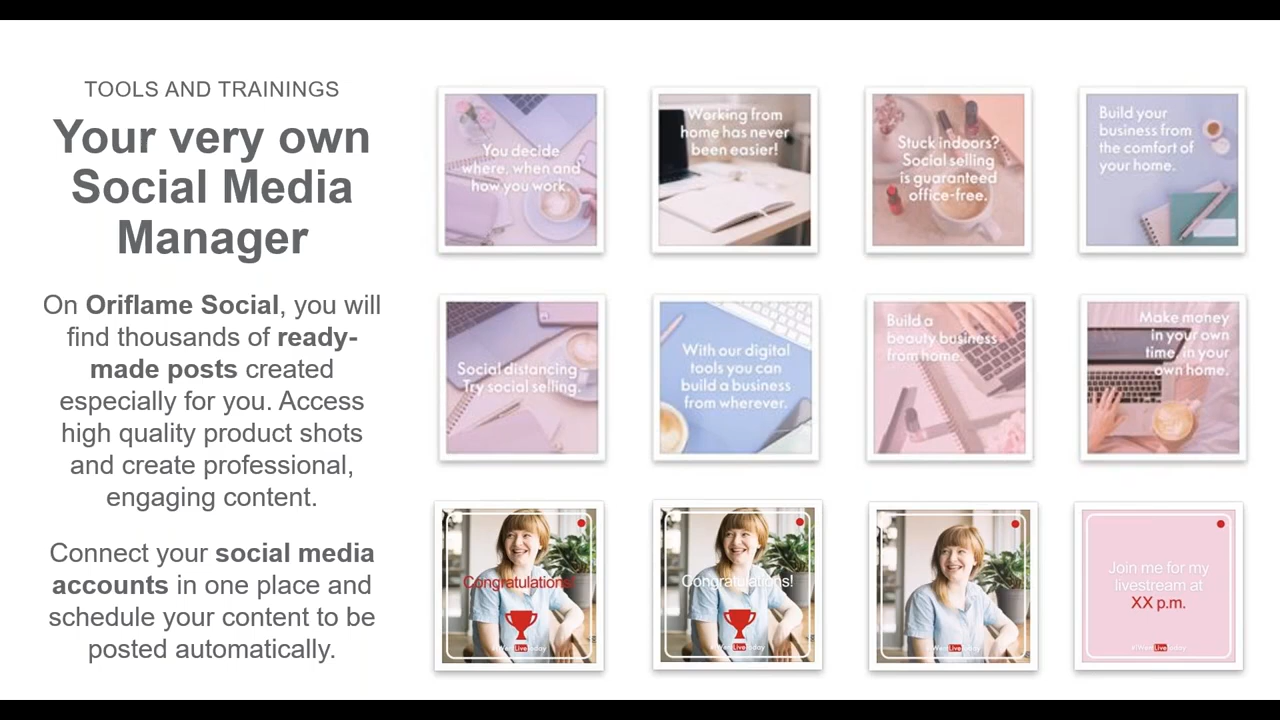 TOOLS AND TRAININGS
Your very own
Social Media
Manager
On Oriflame Social, you will
find thousands of ready-
made posts created
especially for you. Access
high quality product shots
and create professional,
engaging content.
Connect your social media
accounts in one place and
schedule your content to be
posted automatically.
You decide
where, when and
how you work.
Working from
home has never
been easier!
Stuck indoors?
Social selling
is guaranteed
office-free.
Build your
business from
the comfort of
your home.
Social distancing –
Try social selling.
With our digital
tools you can
build a business
from wherever.
Build a
beauty business
from home.
Make money
in your own
time, in your
own home.
Congratulations!
#IWentLiveToday
Congratulations!
#IWentLiveToday
#IWentLiveToday
Join me for my
livestream at
XX p.m.
#IWentLiveToday